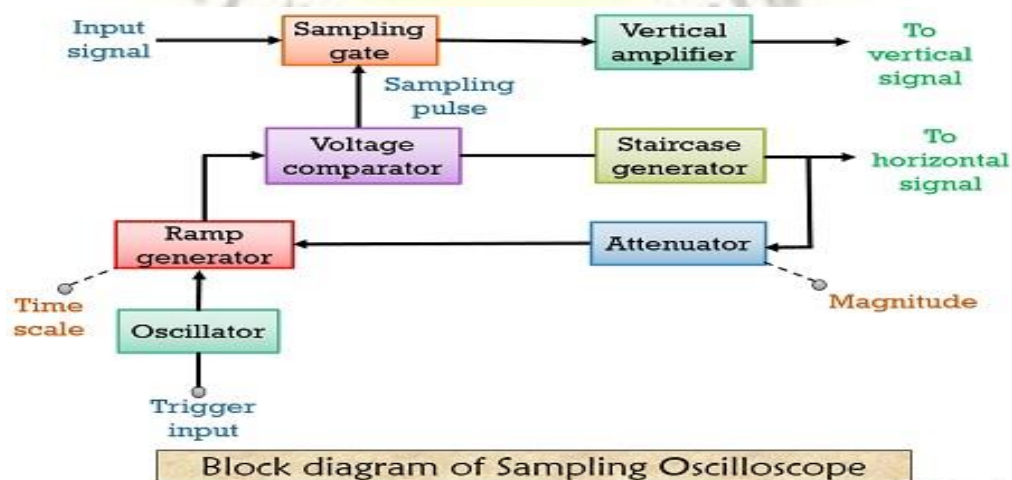 Input
signal
Sampling
gate
Vertical
amplifier
To
vertical
signal
Sampling
pulse
Voltage
comparator
Staircase
generator
To
horizontal
signal
Ramp
generator
Attenuator
Time
scale
Magnitude
Oscillator
Trigger
input
Block diagram of Sampling Oscilloscope